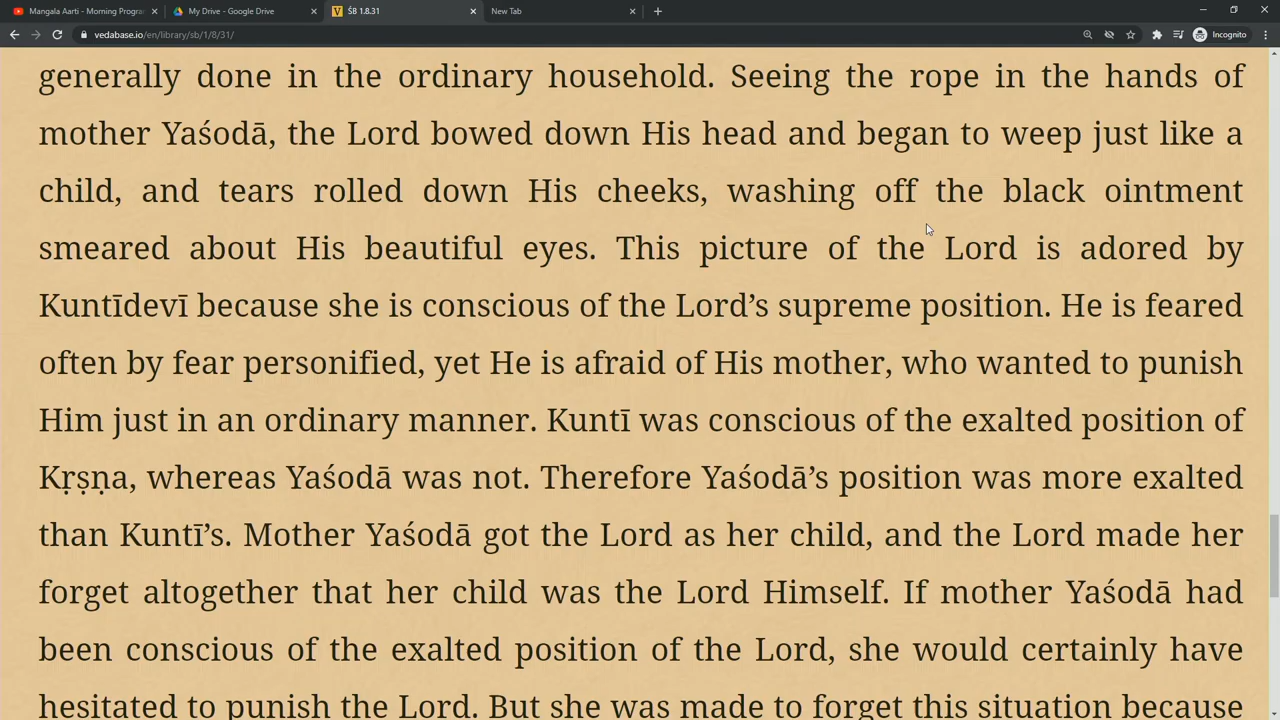 Mangala Aarti - Morning Progra
My Drive - Google Drive
V
ŚB 1.8.31
New Tab
vedabase.io/en/library/sb/1/8/31/
Incognito
generally done in the ordinary household. Seeing the rope in the hands of
mother Yaśodā, the Lord bowed down His head and began to weep just like a
child, and tears rolled down His cheeks, washing off the black ointment
smeared about His beautiful eyes. This picture of the Lord is adored by
Kuntīdevī because she is conscious of the Lord’s supreme position. He is feared
often by fear personified, yet He is afraid of His mother, who wanted to punish
Him just in an ordinary manner. Kuntī was conscious of the exalted position of
Kṛṣṇa, whereas Yaśodā was not. Therefore Yaśodā’s position was more exalted
than Kuntī’s. Mother Yaśodā got the Lord as her child, and the Lord made her
forget altogether that her child was the Lord Himself. If mother Yaśodā had
been conscious of the exalted position of the Lord, she would certainly have
hesitated to punish the Lord. But she was made to forget this situation because